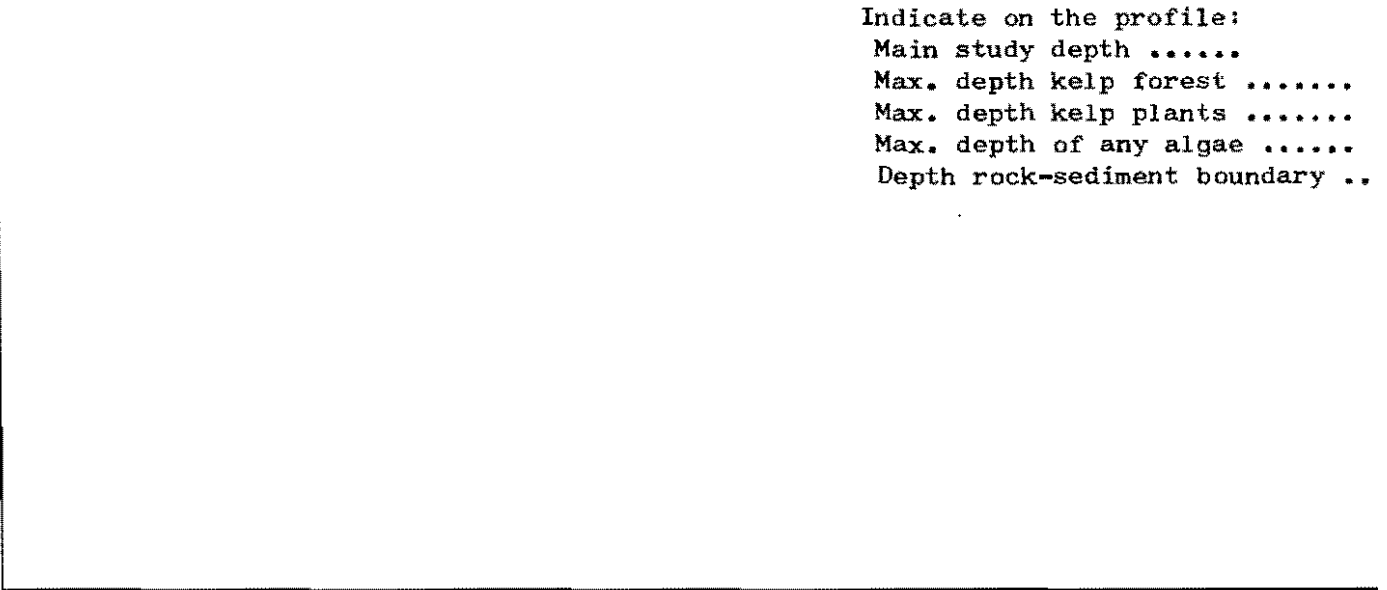 Indicate on the profile:
Main study depth ......
Max. depth kelp forest .......
Max. depth kelp plants .......
Max. depth of any algae ......
Depth rock-sediment boundary ..